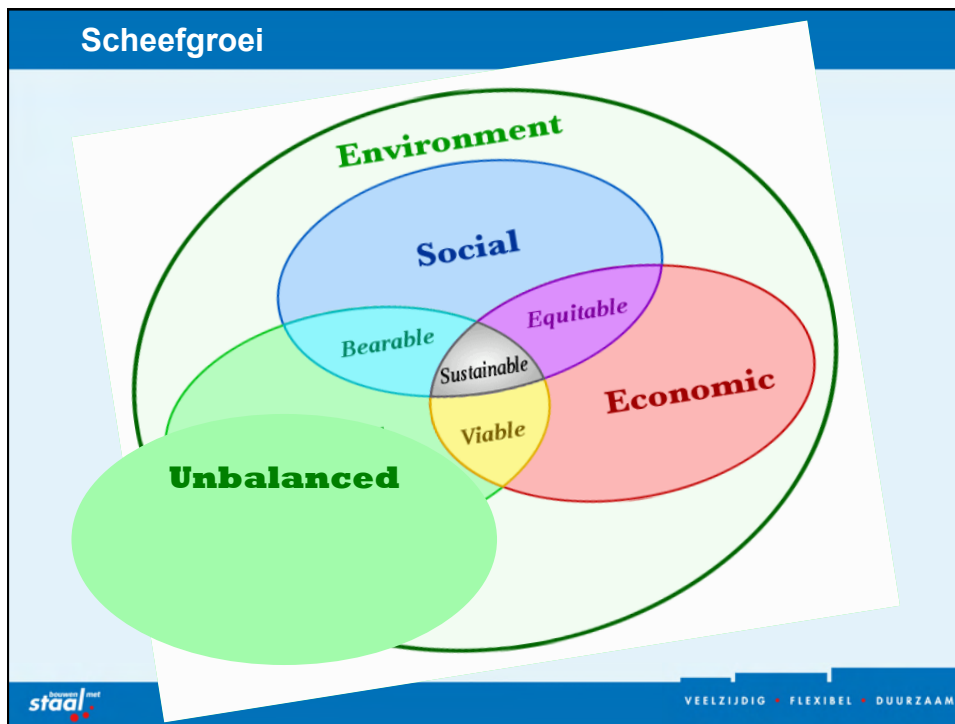 Scheefgroei
Environment
Social
Equitable
Bearable
Sustainable
Economic
Viable
Unbalanced
bouwen met
staal
VEELZIJDIG • FLEXIBEL • DUURZAAM